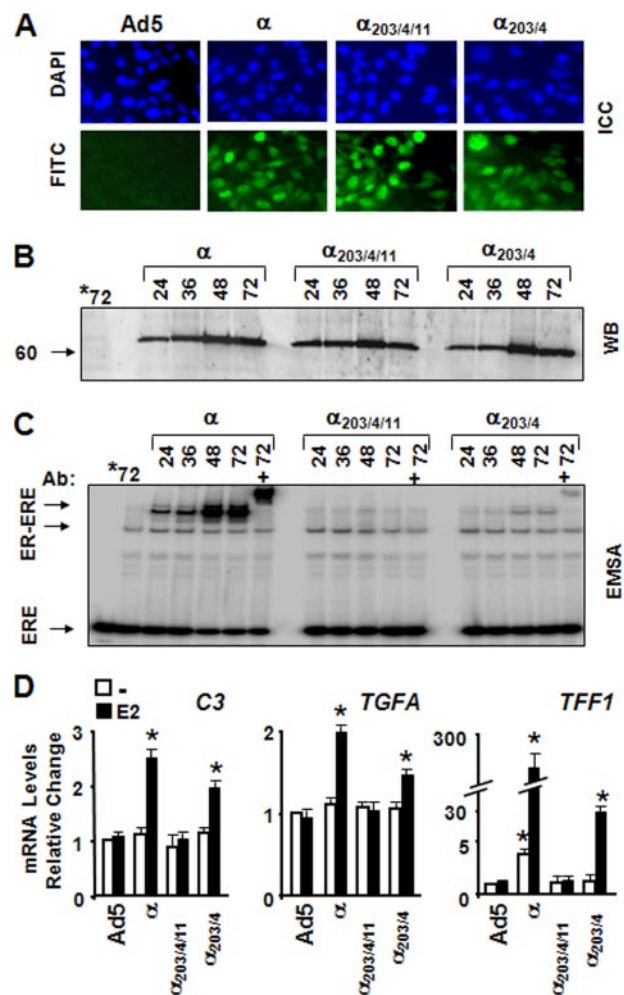 A
Ad5 α α203/4/11 α203/4
DAPI
FITC
ICC
B
α α203/4/11 α203/4
*72 24 36 48 72 24 36 48 72 24 36 48 72
60
WB
C
α α203/4/11 α203/4
*72 24 36 48 72 72 24 36 48 72 24 36 48 72 72
Ab: + + +
ER-ERE
ERE
EMSA
D
-
E2
C3 TGFA TFF1
mRNA Levels
Relative Change
3
2
1
0
2
1
0
300
30
5
0
* * * * * * *
Ad5 α α203/4/11 α203/4
Ad5 α α203/4/11 α203/4
Ad5 α α203/4/11 α203/4